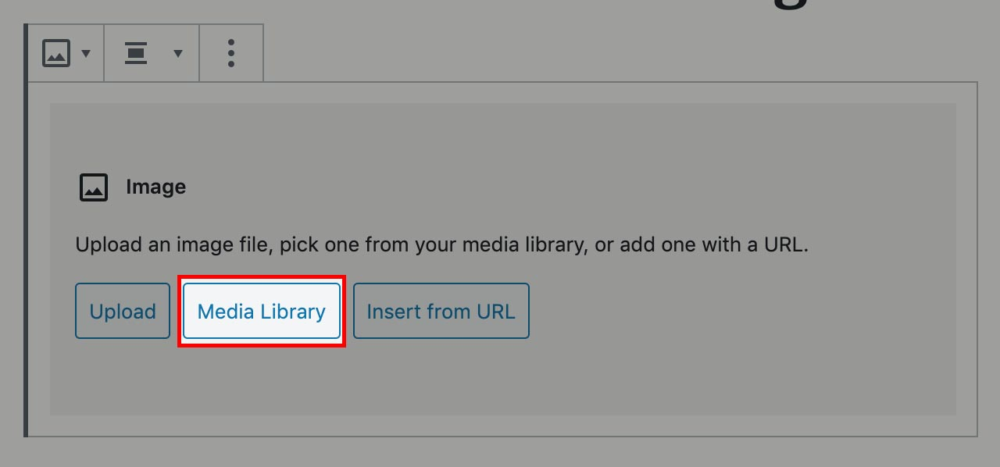 Image
Upload an image file, pick one from your media library, or add one with a URL.
Upload
Media Library
Insert from URL